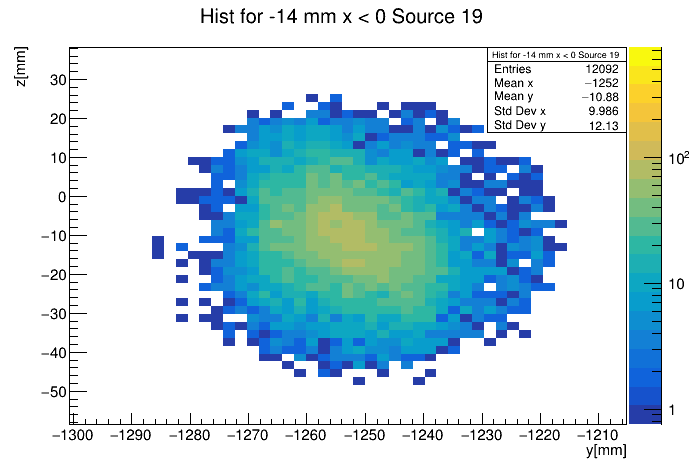 Hist for -14 mm x < 0 Source 19
z[mm]
Hist for -14 mm x < 0 Source 19
Entries 12092
Mean x −1252
Mean y −10.88
Std Dev x 9.986
Std Dev y 12.13
30
20
10
0
−10
−20
−30
−40
−50
10²
10
1
−1300 −1290 −1280 −1270 −1260 −1250 −1240 −1230 −1220 −1210
y[mm]